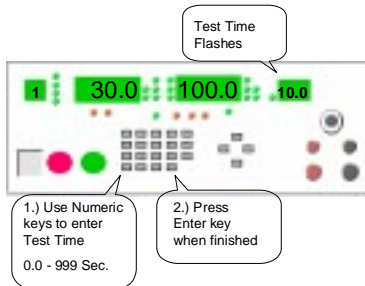 Test Time
Flashes
1 30.0 100.0 10.0
1.) Use Numeric
keys to enter
Test Time
0.0 - 999 Sec.
2.) Press
Enter key
when finished